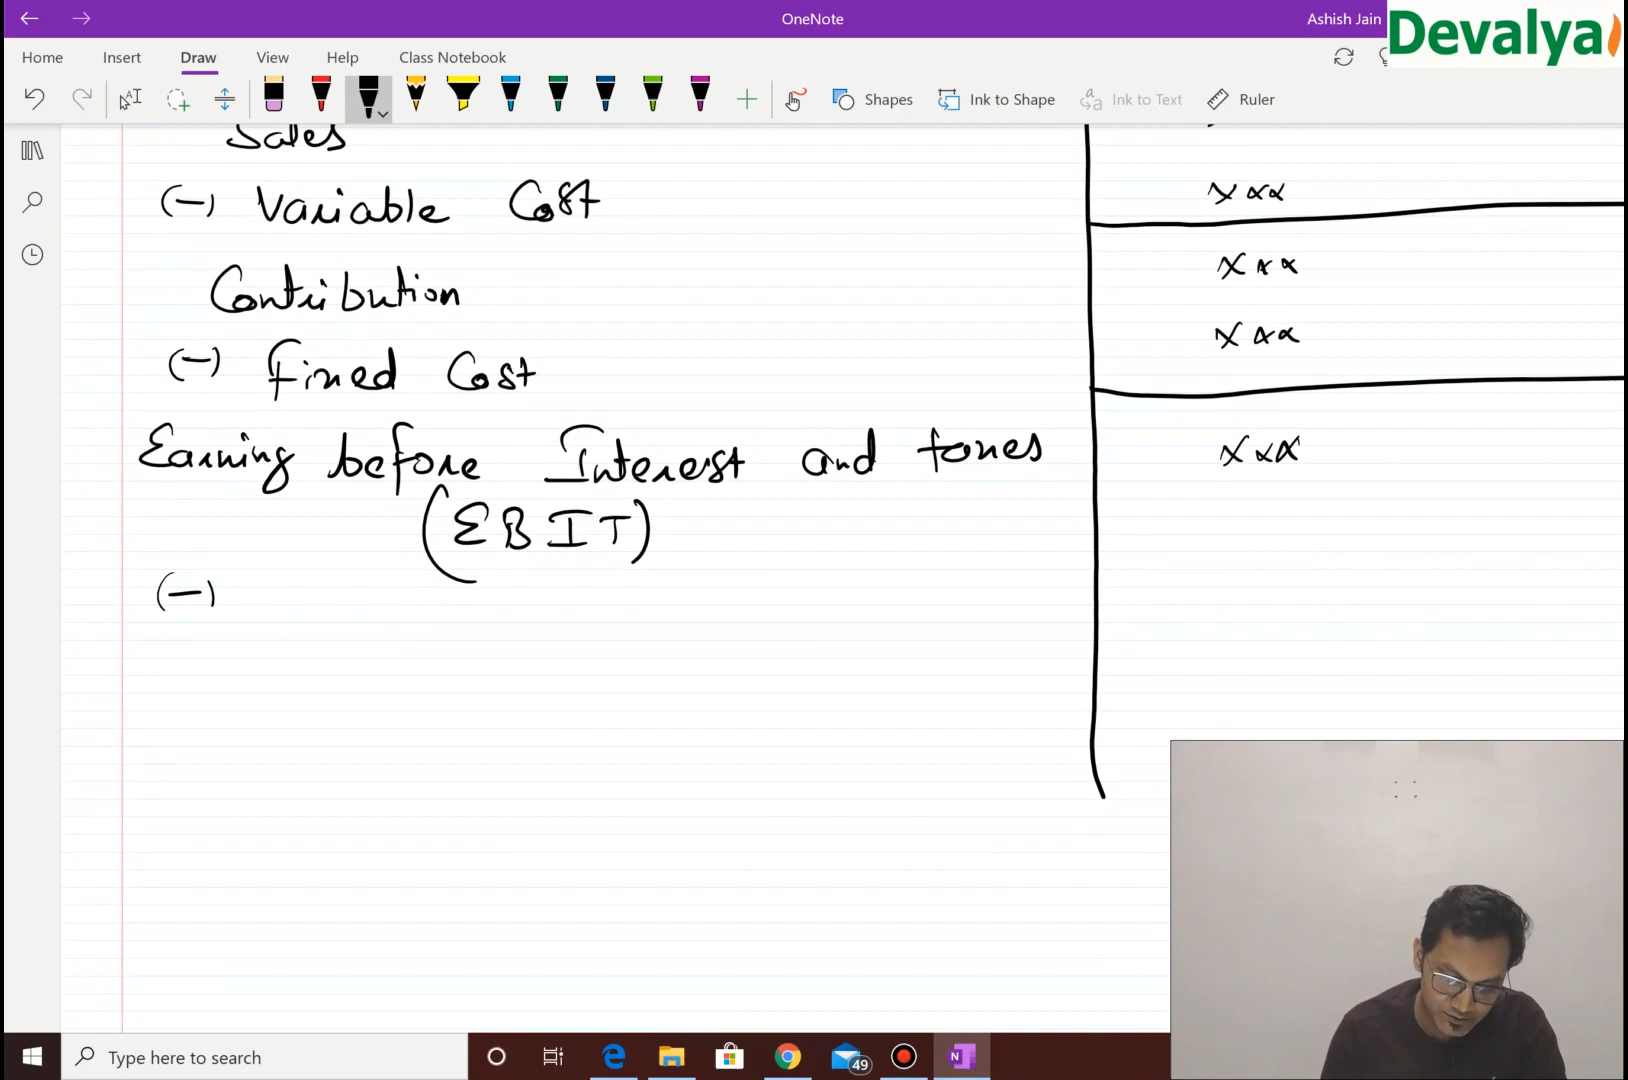 OneNote
Ashish Jain
Devalya
Home Insert Draw View Help Class Notebook
Shapes Ink to Shape Ink to Text Ruler
Sales
(-) Variable Cost xxx
Contribution xxx
(-) Fixed Cost xxx
Earning before Interest and taxes xxx
(EBIT)
(-)
Type here to search
49
N